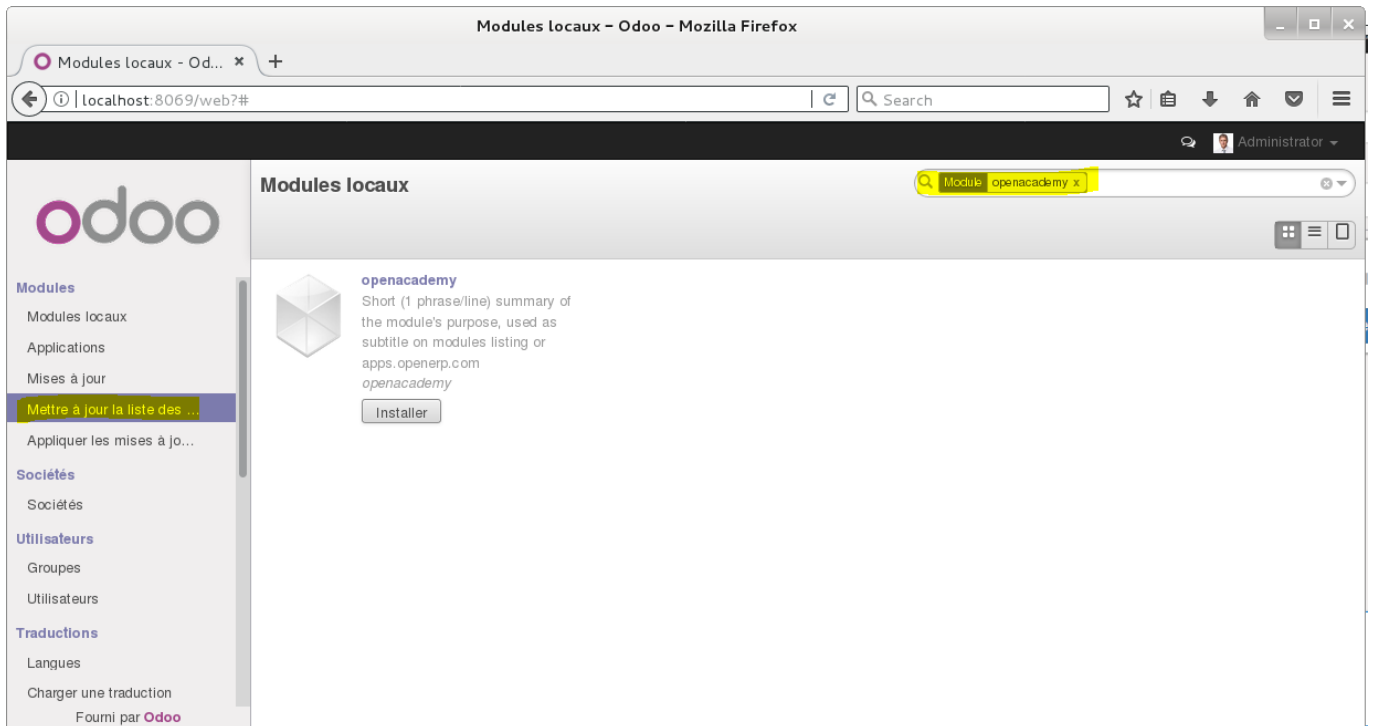 Modules locaux - Odoo - Mozilla Firefox
Modules locaux - Od...
localhost:8069/web?#
Search
Administrator
odoo
Modules locaux
Module openacademy x
Modules
Modules locaux
Applications
Mises à jour
Mettre à jour la liste des ...
Appliquer les mises à jo...
Sociétés
Sociétés
Utilisateurs
Groupes
Utilisateurs
Traductions
Langues
Charger une traduction
Fourni par Odoo
openacademy
Short (1 phrase/line) summary of
the module's purpose, used as
subtitle on modules listing or
apps.openerp.com
openacademy
Installer